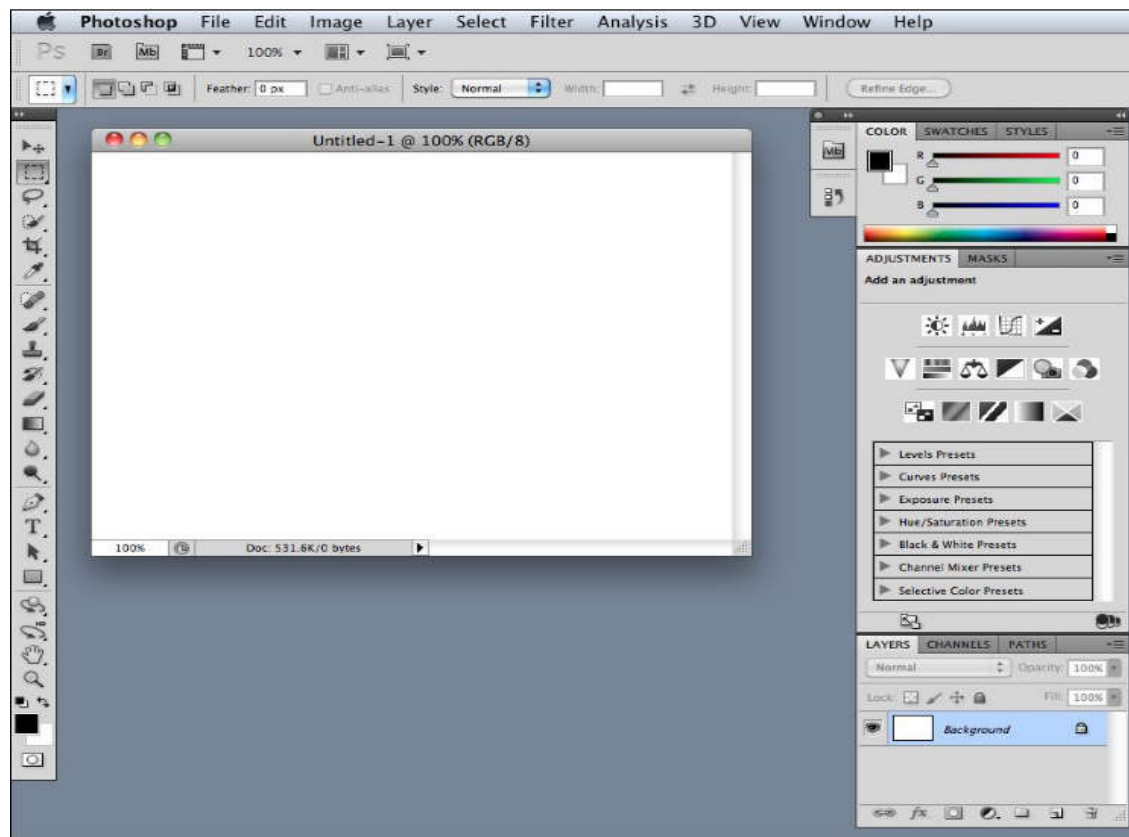 Photoshop File Edit Image Layer Select Filter Analysis 3D View Window Help
Ps Br Mb 100%
Feather: 0 px Anti-alias Style: Normal Width: Height: Refine Edge...
Untitled-1 @ 100% (RGB/8)
COLOR SWATCHES STYLES
Mb
R 0
G 0
B 0
ADJUSTMENTS MASKS
Add an adjustment
Levels Presets
Curves Presets
Exposure Presets
Hue/Saturation Presets
Black & White Presets
Channel Mixer Presets
Selective Color Presets
T
100% Doc: 531.6K/0 bytes
LAYERS CHANNELS PATHS
Normal Opacity: 100%
Lock: Fill: 100%
Background
fx